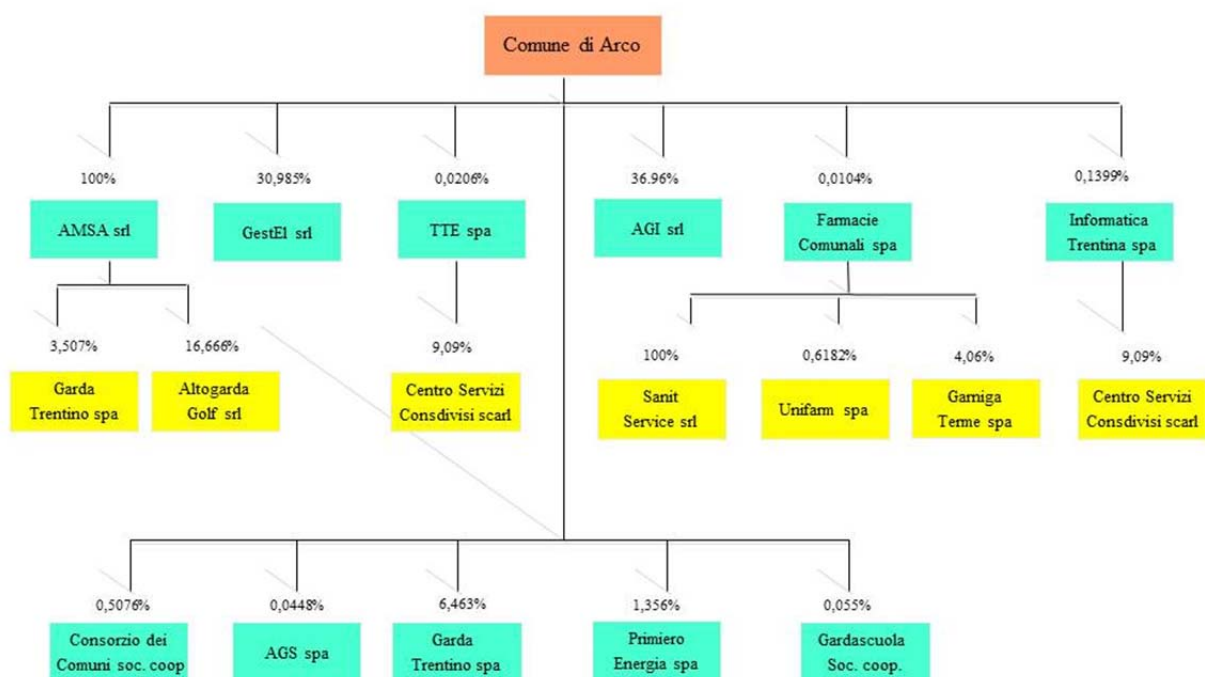 Comune di Arco
100%
30,985%
0,0206%
36.96%
0,0104%
0,1399%
AMSA srl
GestEl srl
TTE spa
AGI srl
Farmacie
Comunali spa
Informatica
Trentina spa
3,507%
16,666%
9,09%
100%
0,6182%
4,06%
9,09%
Garda
Trentino spa
Altogarda
Golf srl
Centro Servizi
Consdivisi scarl
Sanit
Service srl
Unifarm spa
Garniga
Terme spa
Centro Servizi
Consdivisi scarl
0,5076%
0,0448%
6,463%
1,356%
0,055%
Consorzio dei
Comuni soc. coop
AGS spa
Garda
Trentino spa
Primiero
Energia spa
Gardascuola
Soc. coop.